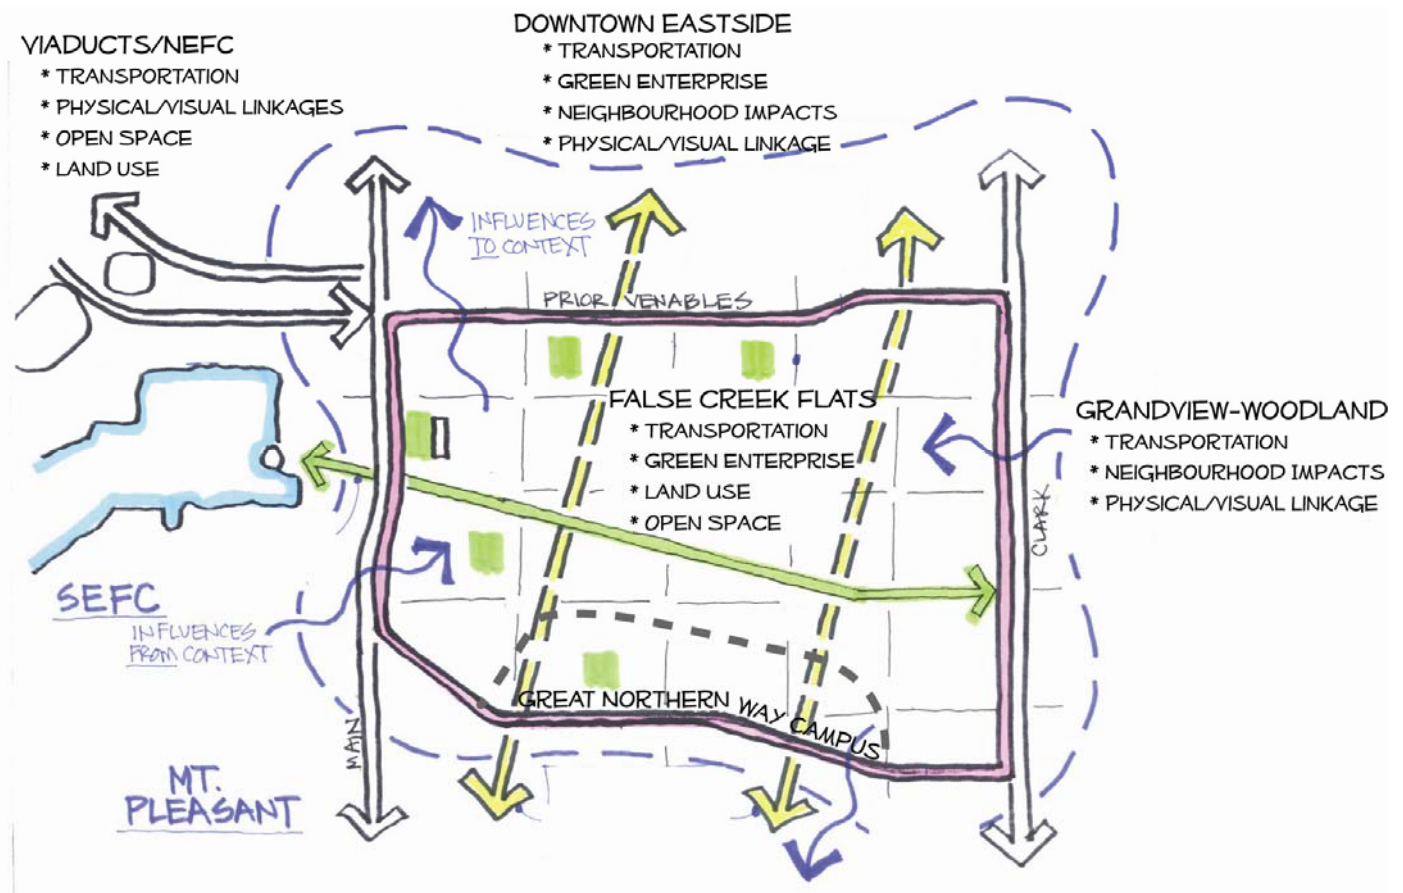 VIADUCTS/NEFC
* TRANSPORTATION
* PHYSICAL/VISUAL LINKAGES
* OPEN SPACE
* LAND USE
DOWNTOWN EASTSIDE
* TRANSPORTATION
* GREEN ENTERPRISE
* NEIGHBOURHOOD IMPACTS
* PHYSICAL/VISUAL LINKAGE
INFLUENCES
TO CONTEXT
PRIOR VENABLES
FALSE CREEK FLATS
* TRANSPORTATION
* GREEN ENTERPRISE
* LAND USE
* OPEN SPACE
GRANDVIEW-WOODLAND
* TRANSPORTATION
* NEIGHBOURHOOD IMPACTS
* PHYSICAL/VISUAL LINKAGE
CLARK
SEFC
INFLUENCES
FROM CONTEXT
GREAT NORTHERN WAY CAMPUS
MAIN
MT.
PLEASANT